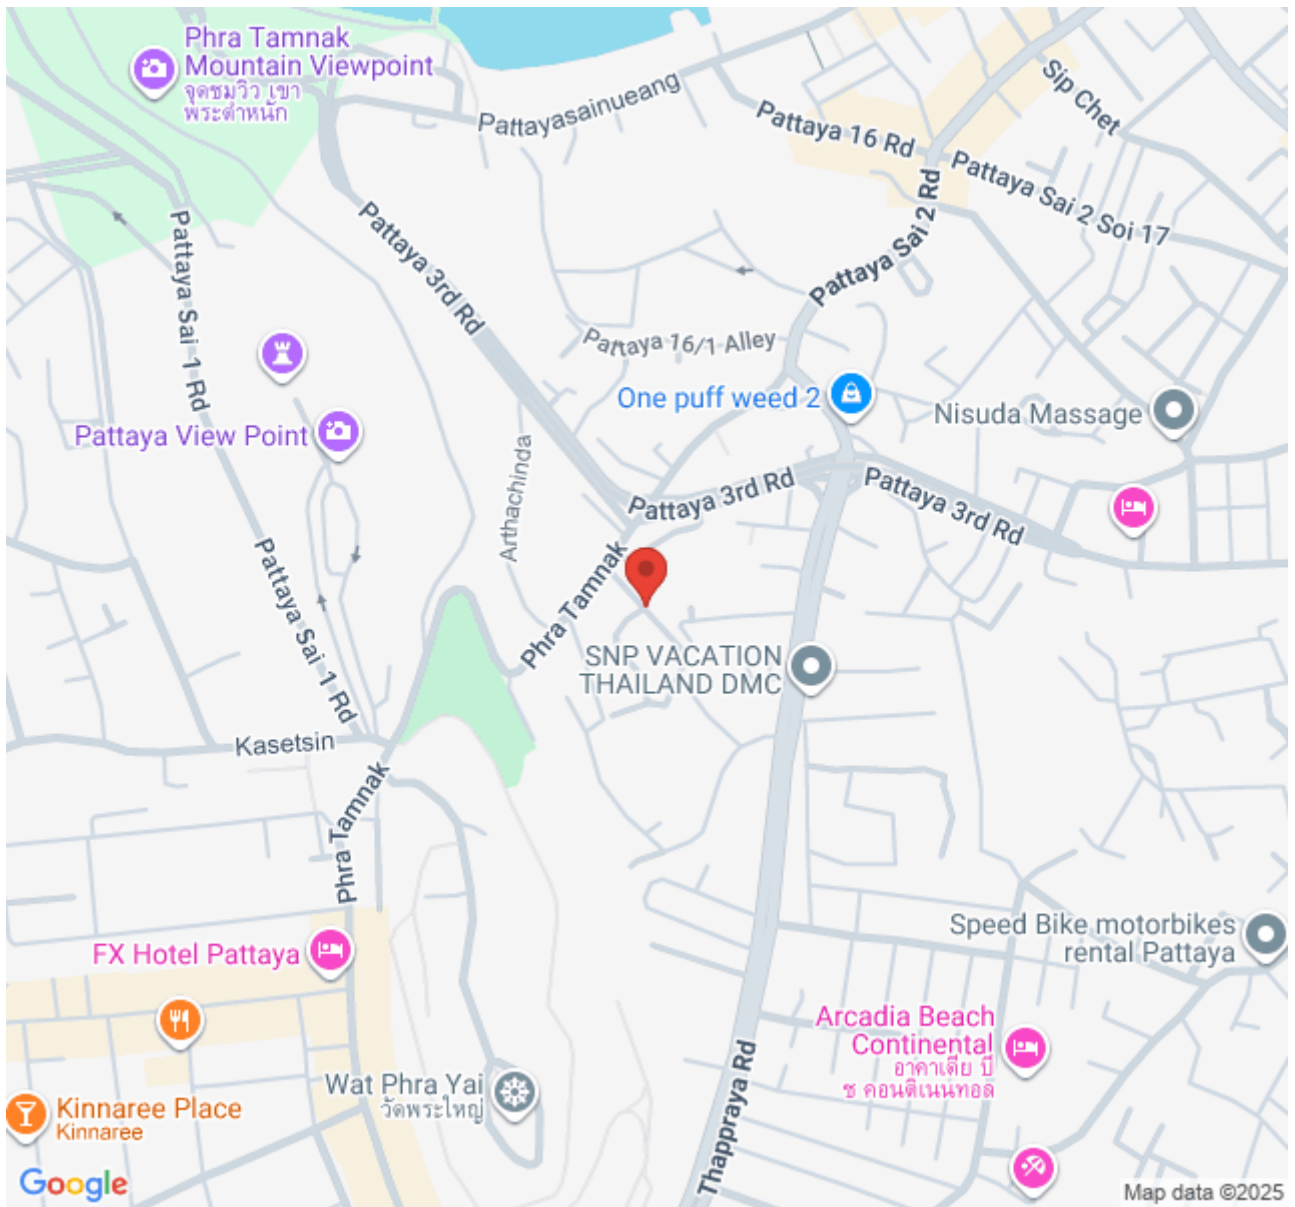 Phra Tamnak
Mountain Viewpoint
จุดชมวิว เขา
พระตำหนัก
Pattayasainueang
Pattaya 16 Rd
Sip Chet
Pattaya Sai 2 Soi 17
Pattaya Sai 2 Rd
Pattaya Sai 1 Rd
Pattaya 3rd Rd
Pattaya 16/1 Alley
One puff weed 2
Nisuda Massage
Pattaya View Point
Arthachinda
Pattaya 3rd Rd
Pattaya 3rd Rd
Phra Tamnak
Pattaya Sai 1 Rd
SNP VACATION
THAILAND DMC
Kasetsin
Phra Tamnak
FX Hotel Pattaya
Speed Bike motorbikes
rental Pattaya
Arcadia Beach
Continental
อาคาเดีย บี
ช คอนติเนนทอล
Wat Phra Yai
วัดพระใหญ่
Kinnaree Place
Kinnaree
Thappraya Rd
Google
Map data ©2025